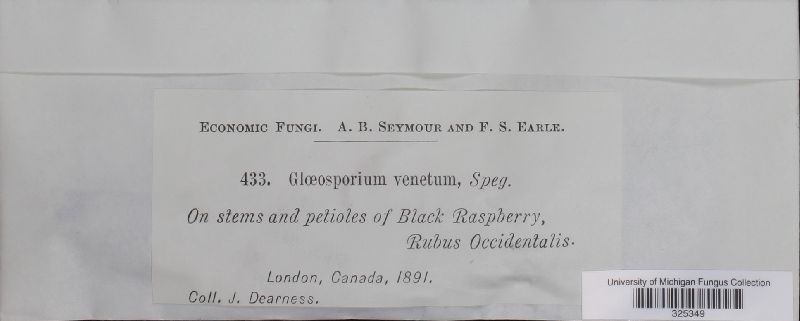 Economic Fungi. A. B. Seymour and F. S. Earle.
433. Glœosporium venetum, Speg.
On stems and petioles of Black Raspberry,
Rubus Occidentalis.
London, Canada, 1891.
Coll. J. Dearness.
University of Michigan Fungus Collection
325349